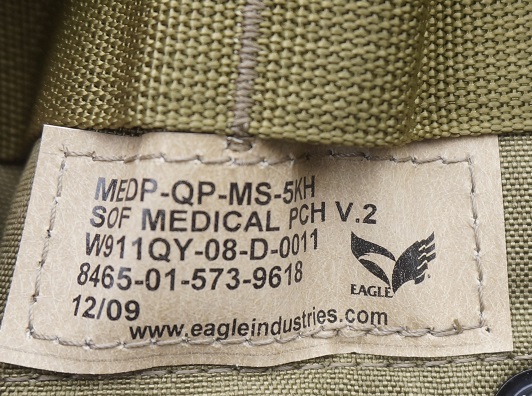 MEDP-QP-MS-5KH
SOF MEDICAL PCH V.2
W911QY-08-D-0011
8465-01-573-9618
12/09
EAGLE
www.eagleindustries.com